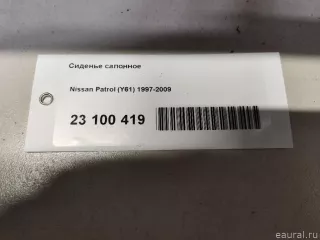 Сиденье салонное
Nissan Patrol (Y61) 1997-2009
23 100 419
eaural.ru